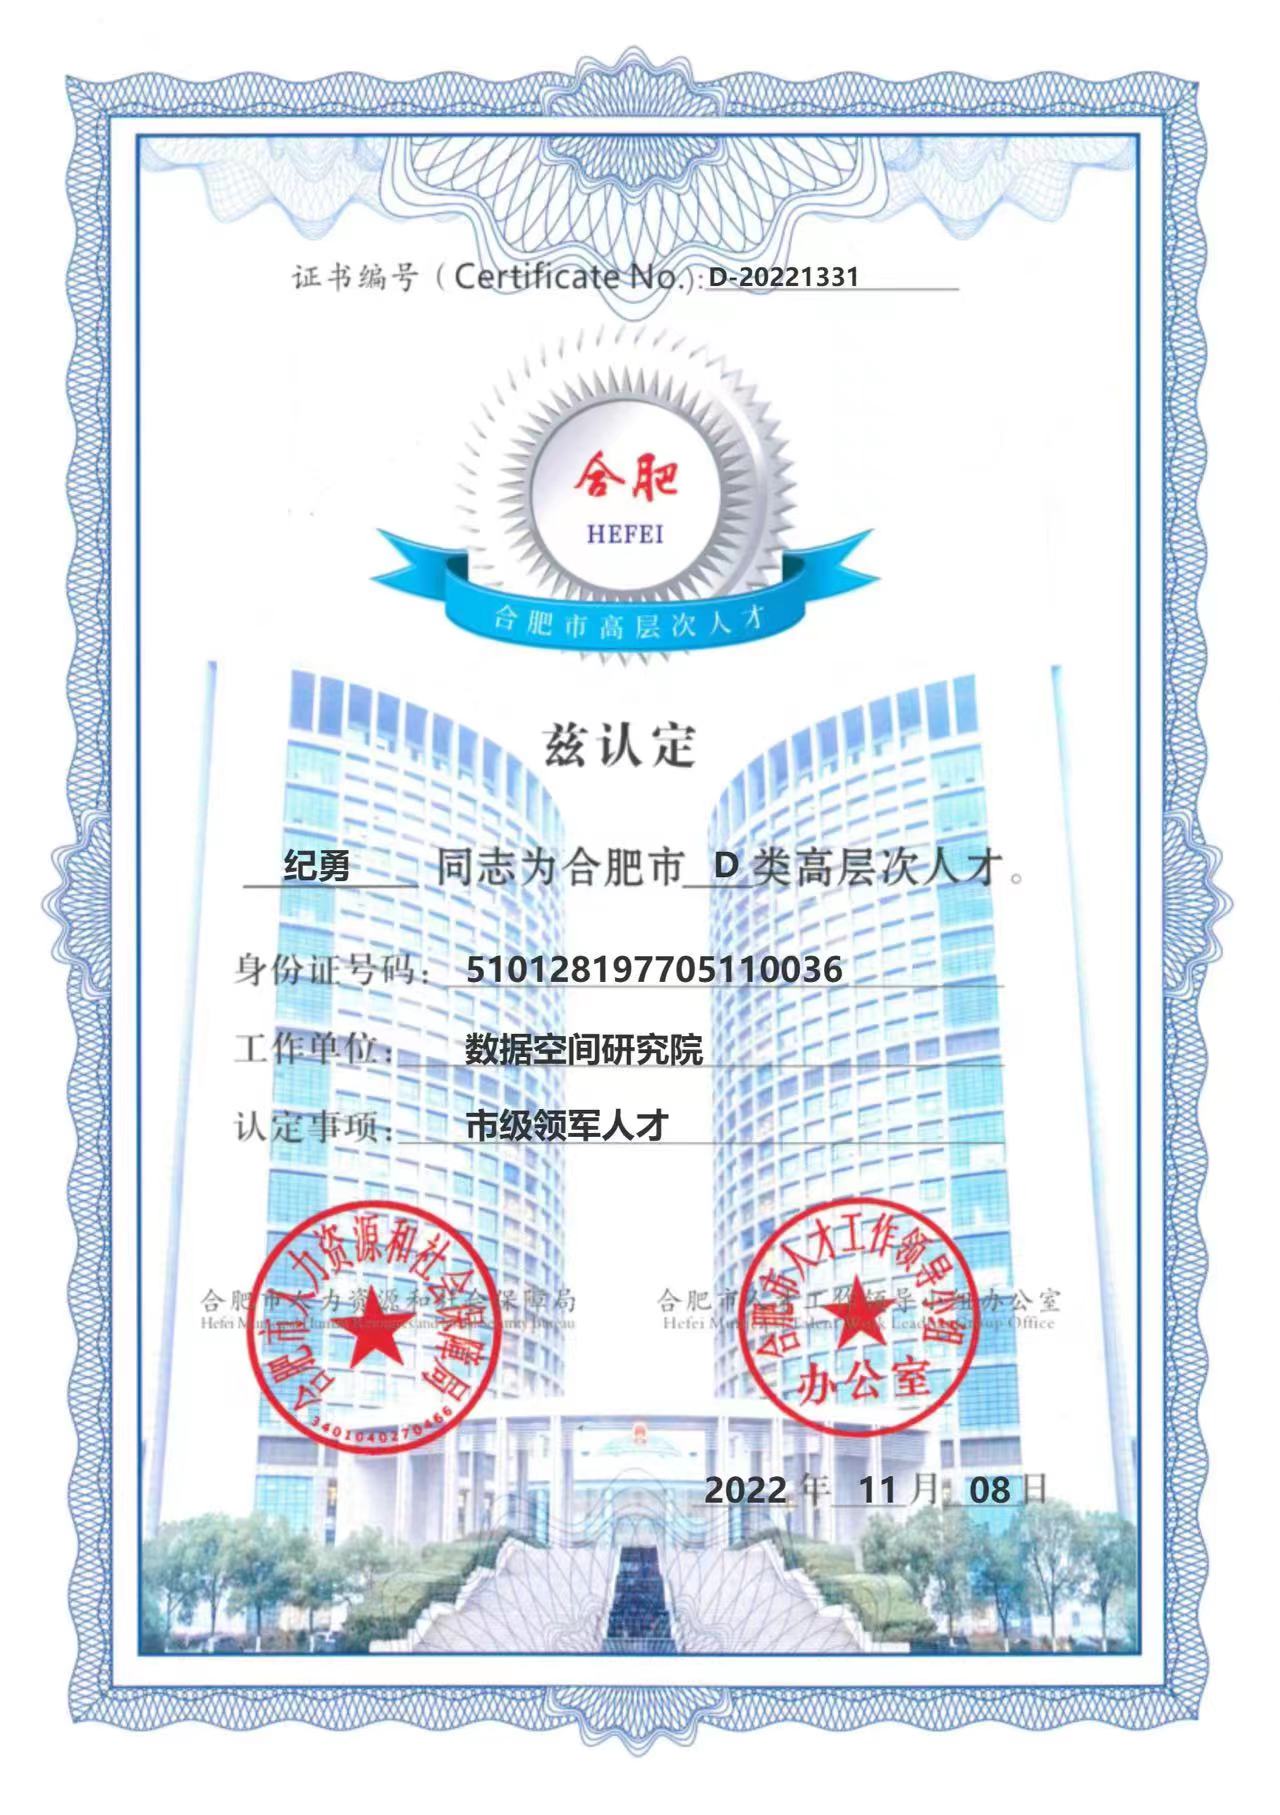 证书编号（Certificate No.):D-20221331
合肥
HEFEI
合肥市高层次人才
兹认定
纪勇 同志为合肥市 D 类高层次人才。
身份证号码： 510128197705110036
工作单位： 数据空间研究院
认定事项： 市级领军人才
合肥市人力资源和社会保障局
合肥市人力资源和社会保障局
Hefei Municipal Human Resources and Social Security Bureau
3401040270466
合肥市人才工作领导小组
办公室
合肥市人才工作领导小组办公室
Hefei Municipal Talent Work Leading Group Office
2022 年 11 月 08 日